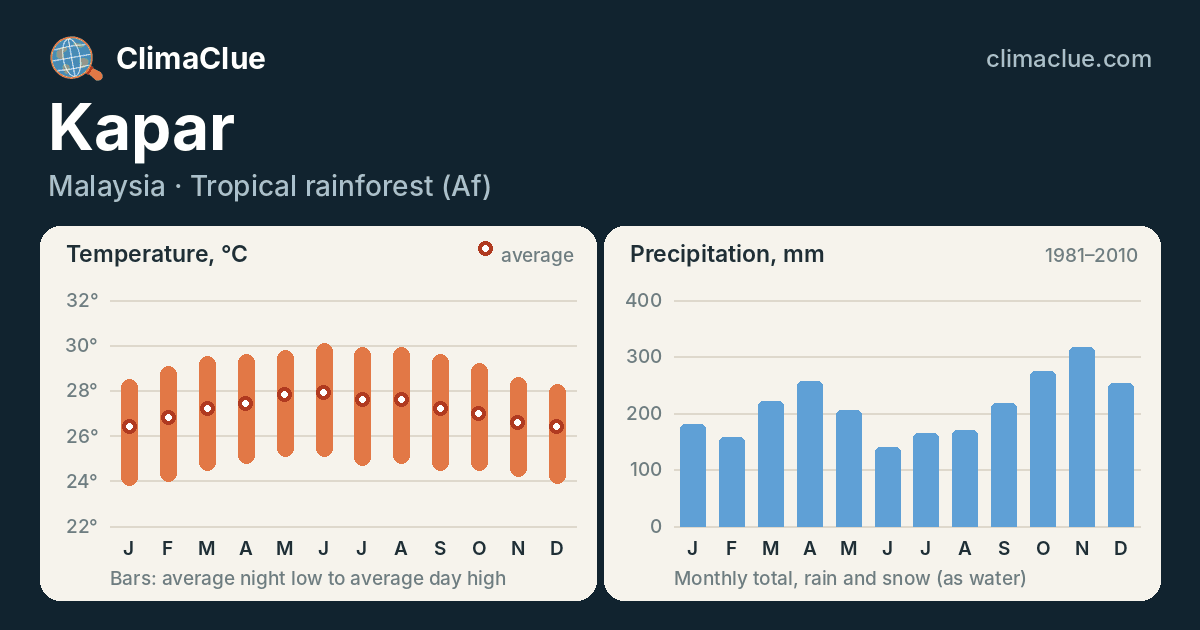 ClimaClue
climaclue.com
Kapar
Malaysia · Tropical rainforest (Af)
Temperature, °C
average
32°
30°
28°
26°
24°
22°
J F M A M J J A S O N D
Bars: average night low to average day high
Precipitation, mm
1981–2010
400
300
200
100
0
J F M A M J J A S O N D
Monthly total, rain and snow (as water)